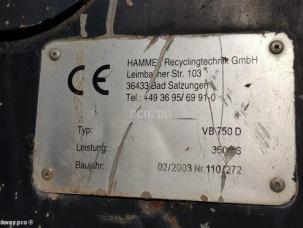 CE
HAMMEL Recyclingtechnik GmbH
Leimbacher Str. 103
36433 Bad Salzungen
Tel.: +49 36 95/ 69 91-0
OCAZOO
Typ: VB 750 D
Leistung: 350 PS
Baujahr: 02/2003 Nr.110/272